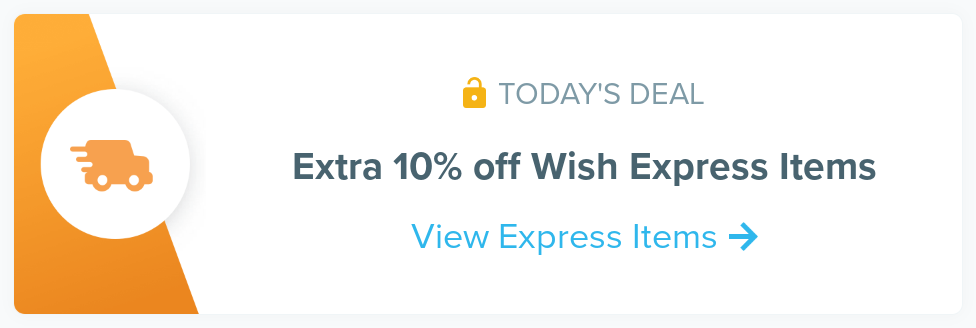 TODAY'S DEAL
Extra 10% off Wish Express Items
View Express Items →